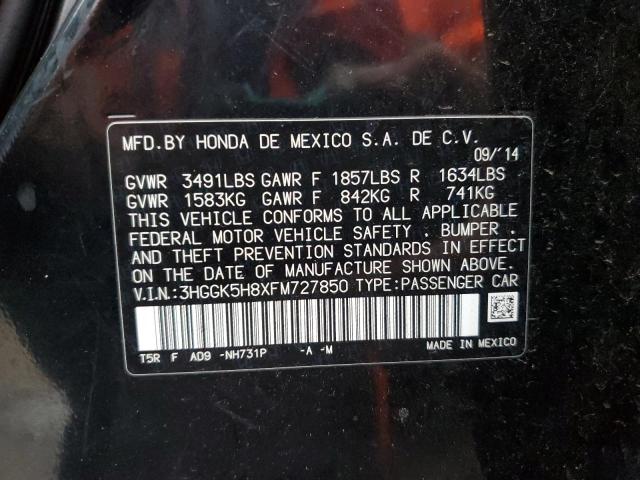 MFD.BY HONDA DE MEXICO S.A. DE C.V.
09/'14
GVWR 3491LBS GAWR F 1857LBS R 1634LBS
GVWR 1583KG GAWR F 842KG R 741KG
THIS VEHICLE CONFORMS TO ALL APPLICABLE
FEDERAL MOTOR VEHICLE SAFETY . BUMPER .
AND THEFT PREVENTION STANDARDS IN EFFECT
ON THE DATE OF MANUFACTURE SHOWN ABOVE.
V.I.N.:3HGGK5H8XFM727850 TYPE:PASSENGER CAR
T5R F AD9 -NH731P -A -M
MADE IN MEXICO